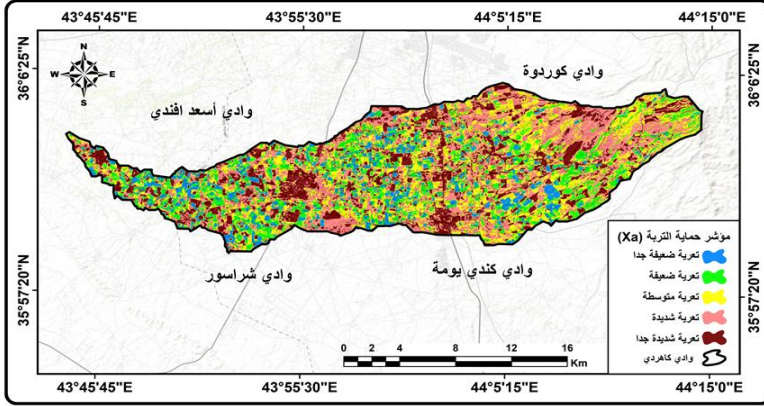 43°45'45"E 43°55'30"E 44°5'15"E 44°15'0"E
36°6'25"N
36°6'25"N
N
W E
S
وادي كوردوة
وادي أسعد افندي
وادي شراسور
وادي كندي يومة
35°57'20"N
35°57'20"N
مؤشر حماية التربة (Xa)
تعرية ضعيفة جدا
تعرية ضعيفة
تعرية متوسطة
تعرية شديدة
تعرية شديدة جدا
وادي كاهردي
0 2 4 8 12 16
Km
43°45'45"E 43°55'30"E 44°5'15"E 44°15'0"E